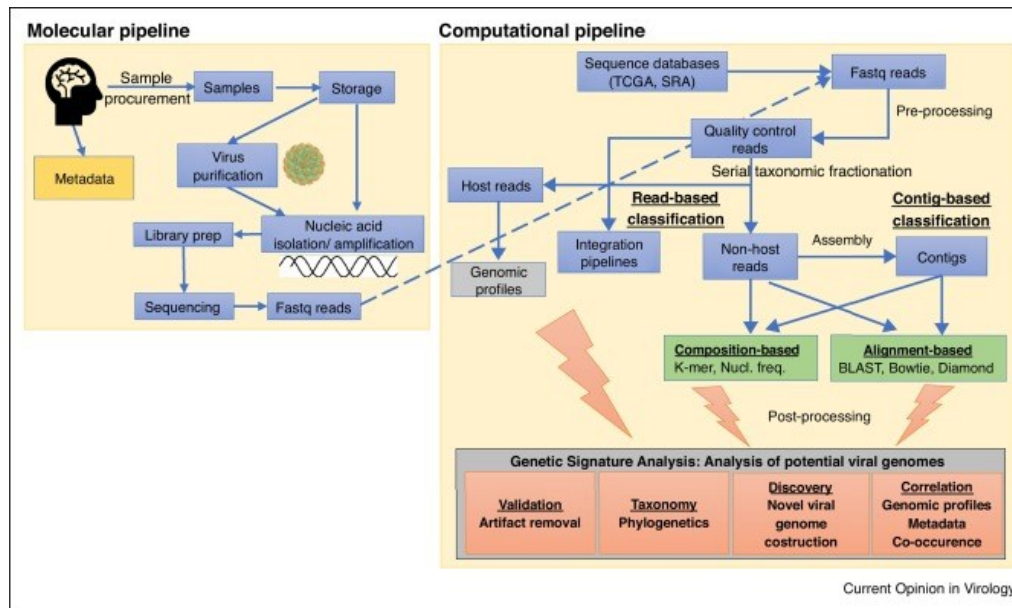 Molecular pipeline
Sample
procurement
Samples
Storage
Metadata
Virus
purification
Library prep
Nucleic acid
isolation/ amplification
Sequencing
Fastq reads
Computational pipeline
Sequence databases
(TCGA, SRA)
Fastq reads
Pre-processing
Quality control
reads
Serial taxonomic fractionation
Host reads
Read-based
classification
Contig-based
classification
Integration
pipelines
Non-host
reads
Assembly
Contigs
Genomic
profiles
Composition-based
K-mer, Nucl. freq.
Alignment-based
BLAST, Bowtie, Diamond
Post-processing
Genetic Signature Analysis: Analysis of potential viral genomes
Validation
Artifact removal
Taxonomy
Phylogenetics
Discovery
Novel viral
genome
costruction
Correlation
Genomic profiles
Metadata
Co-occurence
Current Opinion in Virology